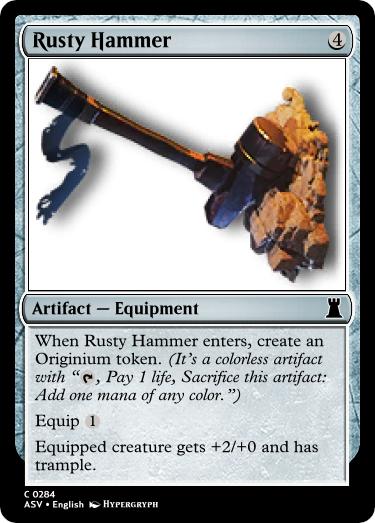 Rusty Hammer 4
Artifact — Equipment
When Rusty Hammer enters, create an
Originium token. (It's a colorless artifact
with “, Pay 1 life, Sacrifice this artifact:
Add one mana of any color.”)
Equip 1
Equipped creature gets +2/+0 and has
trample.
C 0284
ASV • English HYPERGRYPH